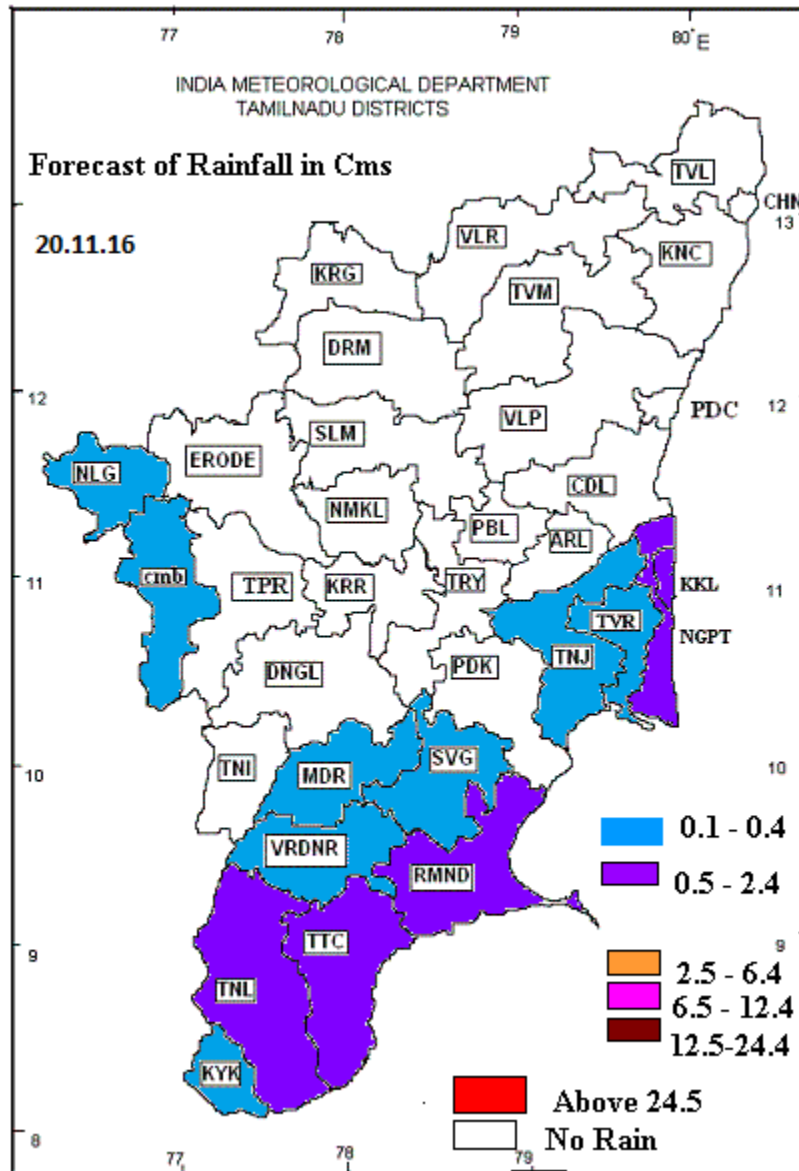 77 78 79 80° E
INDIA METEOROLOGICAL DEPARTMENT
TAMILNADU DISTRICTS
Forecast of Rainfall in Cms
TVL
CHN
13
20.11.16
VLR
KNC
KRG
TVM
DRM
12
PDC
12
VLP
SLM
ERODE
NLG
CDL
NMKL
PBL
ARL
11
cmb
TPR
KRR
TRY
KKL
11
TVR
NGPT
TNJ
DNGL
PDK
10
TNI
MDR
SVG
10
0.1 - 0.4
VRDNR
RMND
0.5 - 2.4
TTC
9
9
2.5 - 6.4
TNL
6.5 - 12.4
12.5-24.4
KYK
Above 24.5
8
No Rain
77 78 79